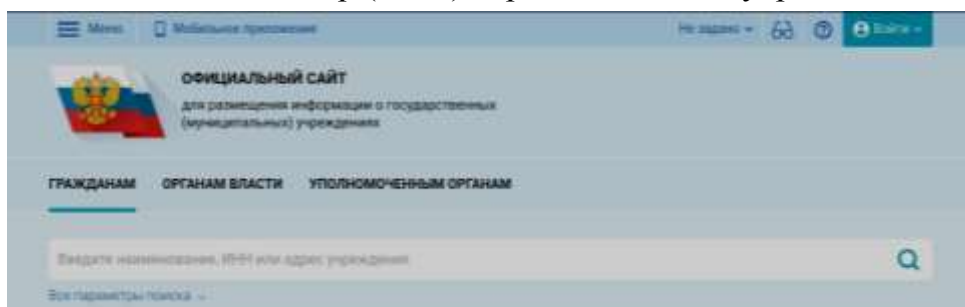 Меню Мобильное приложение Не задано Войти
ОФИЦИАЛЬНЫЙ САЙТ
для размещения информации о государственных
(муниципальных) учреждениях
ГРАЖДАНАМ ОРГАНАМ ВЛАСТИ УПОЛНОМОЧЕННЫМ ОРГАНАМ
Введите наименование, ИНН или адрес учреждения
Все параметры поиска